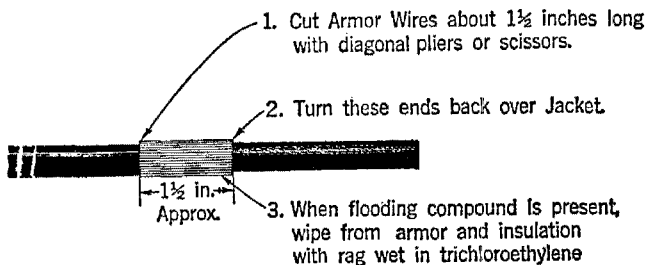 1. Cut Armor Wires about 1½ inches long
with diagonal pliers or scissors.
2. Turn these ends back over Jacket.
1½ in.
Approx.
3. When flooding compound is present,
wipe from armor and insulation
with rag wet in trichloroethylene